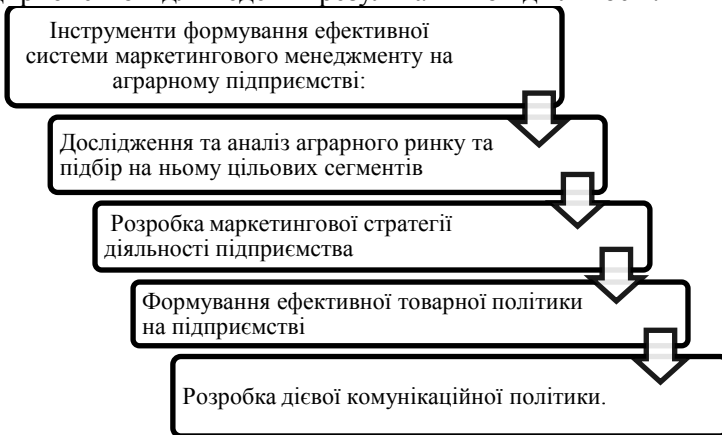 Інструменти формування ефективної
системи маркетингового менеджменту на
аграрному підприємстві:
Дослідження та аналіз аграрного ринку та
підбір на ньому цільових сегментів
Розробка маркетингової стратегії
діяльності підприємства
Формування ефективної товарної політики
на підприємстві
Розробка дієвої комунікаційної політики.